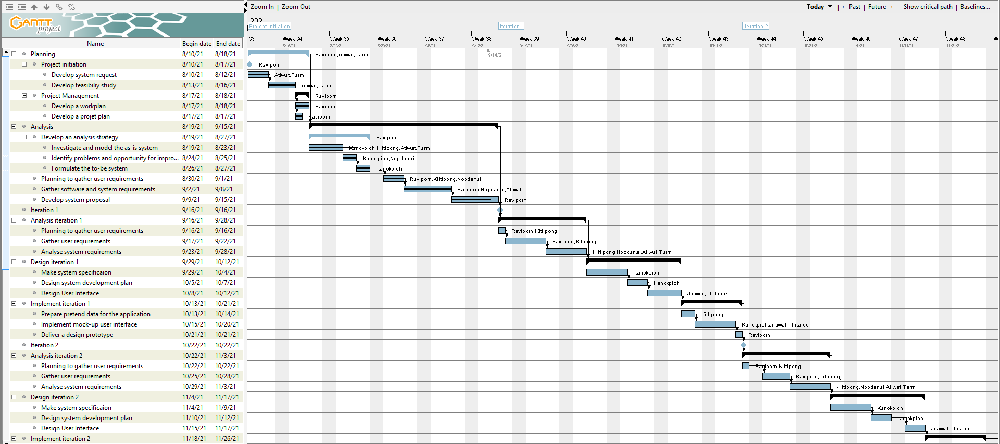 Zoom In | Zoom Out
Today | ← Past | Future → Show critical path | Baselines...
2021
GANTT project
Project initiation Iteration 1 Iteration 2
33 Week 34 Week 35 Week 36 Week 37 Week 38 Week 39 Week 40 Week 41 Week 42 Week 43 Week 44 Week 45 Week 46 Week 47 Week 48
Name Begin date End date
8/15/21 8/22/21 8/29/21 9/5/21 9/12/21 9/19/21 9/26/21 10/3/21 10/10/21 10/17/21 10/24/21 10/31/21 11/7/21 11/14/21 11/21/21 11
9/14/21
Planning 8/10/21 8/18/21 Raviporn,Atiwat,Tarm
Project initiation 8/10/21 8/17/21 Raviporn
Develop system request 8/10/21 8/12/21 Atiwat,Tarm
Develop feasibiliy study 8/13/21 8/16/21 Atiwat,Tarm
Project Management 8/17/21 8/18/21 Raviporn
Develop a workplan 8/17/21 8/18/21 Raviporn
Develop a projet plan 8/17/21 8/17/21 Raviporn
Analysis 8/19/21 9/15/21
Develop an analysis strategy 8/19/21 8/27/21 Raviporn
Investigate and model the as-is system 8/19/21 8/23/21 Kanokpich,Kittipong,Atiwat,Tarm
Identify problems and opportunity for impro... 8/24/21 8/25/21 Kanokpich,Nopdanai
Formulate the to-be system 8/26/21 8/27/21 Kanokpich
Planning to gather user requirements 8/30/21 9/1/21 Raviporn,Kittipong,Nopdanai
Gather software and system requirements 9/2/21 9/8/21 Raviporn,Nopdanai,Atiwat
Develop system proposal 9/9/21 9/15/21 Raviporn
Iteration 1 9/16/21 9/16/21
Analysis iteration 1 9/16/21 9/28/21
Planning to gather user requirements 9/16/21 9/16/21 Raviporn,Kittipong
Gather user requirements 9/17/21 9/22/21 Raviporn,Kittipong
Analyse system requirements 9/23/21 9/28/21 Kittipong,Nopdanai,Atiwat,Tarm
Design iteration 1 9/29/21 10/12/21
Make system specificaion 9/29/21 10/4/21 Kanokpich
Design system development plan 10/5/21 10/7/21 Kanokpich
Design User Interface 10/8/21 10/12/21 Jirawat,Thitaree
Implement iteration 1 10/13/21 10/21/21
Prepare pretend data for the application 10/13/21 10/14/21 Kittipong
Implement mock-up user interface 10/15/21 10/20/21 Kanokpich,Jirawat,Thitaree
Deliver a design prototype 10/21/21 10/21/21 Raviporn
Iteration 2 10/22/21 10/22/21
Analysis iteration 2 10/22/21 11/3/21
Planning to gather user requirements 10/22/21 10/22/21 Raviporn,Kittipong
Gather user requirements 10/25/21 10/28/21 Raviporn,Kittipong
Analyse system requirements 10/29/21 11/3/21 Kittipong,Nopdanai,Atiwat,Tarm
Design iteration 2 11/4/21 11/17/21
Make system specificaion 11/4/21 11/9/21 Kanokpich
Design system development plan 11/10/21 11/12/21 Kanokpich
Design User Interface 11/15/21 11/17/21 Jirawat,Thitaree
Implement iteration 2 11/18/21 11/26/21